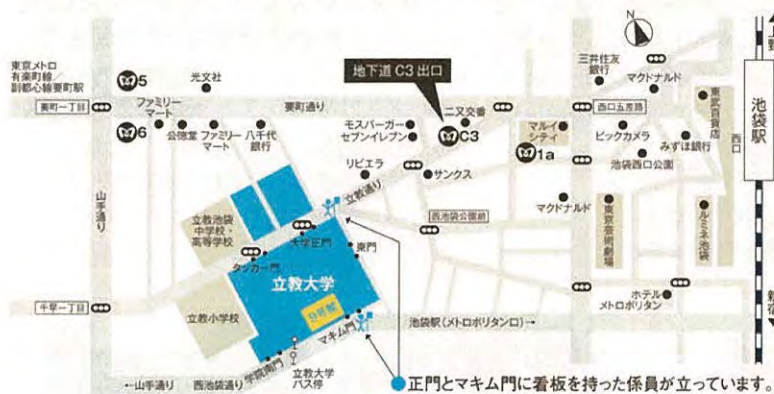 N
上野
東京メトロ
有楽町線/
副都心線要町駅
5
光文社
地下道 C3 出口
三井住友
銀行
マクドナルド
東武百貨店
池袋駅
要町一丁目
ファミリー
マート
要町通り
二又交番
西口五差路
西口
6
公徳堂
ファミリー
マート
八千代
銀行
モスバーガー
セブンイレブン
C3
マルイ
シティ
1a
ビックカメラ
みずほ銀行
池袋西口公園
リビエラ
サンクス
立教通り
山手通り
立教池袋
中学校・
高等学校
大学正門
西池袋公園前
マクドナルド
東京芸術劇場
ルミネ池袋
タッカー門
東門
立教大学
立教小学校
9号館
ホテル
メトロポリタン
千早一丁目
マキム門
池袋駅(メトロポリタン口)→
新宿
学院南門
立教大学
バス停
←山手通り
西池袋通り
正門とマキム門に看板を持った係員が立っています。